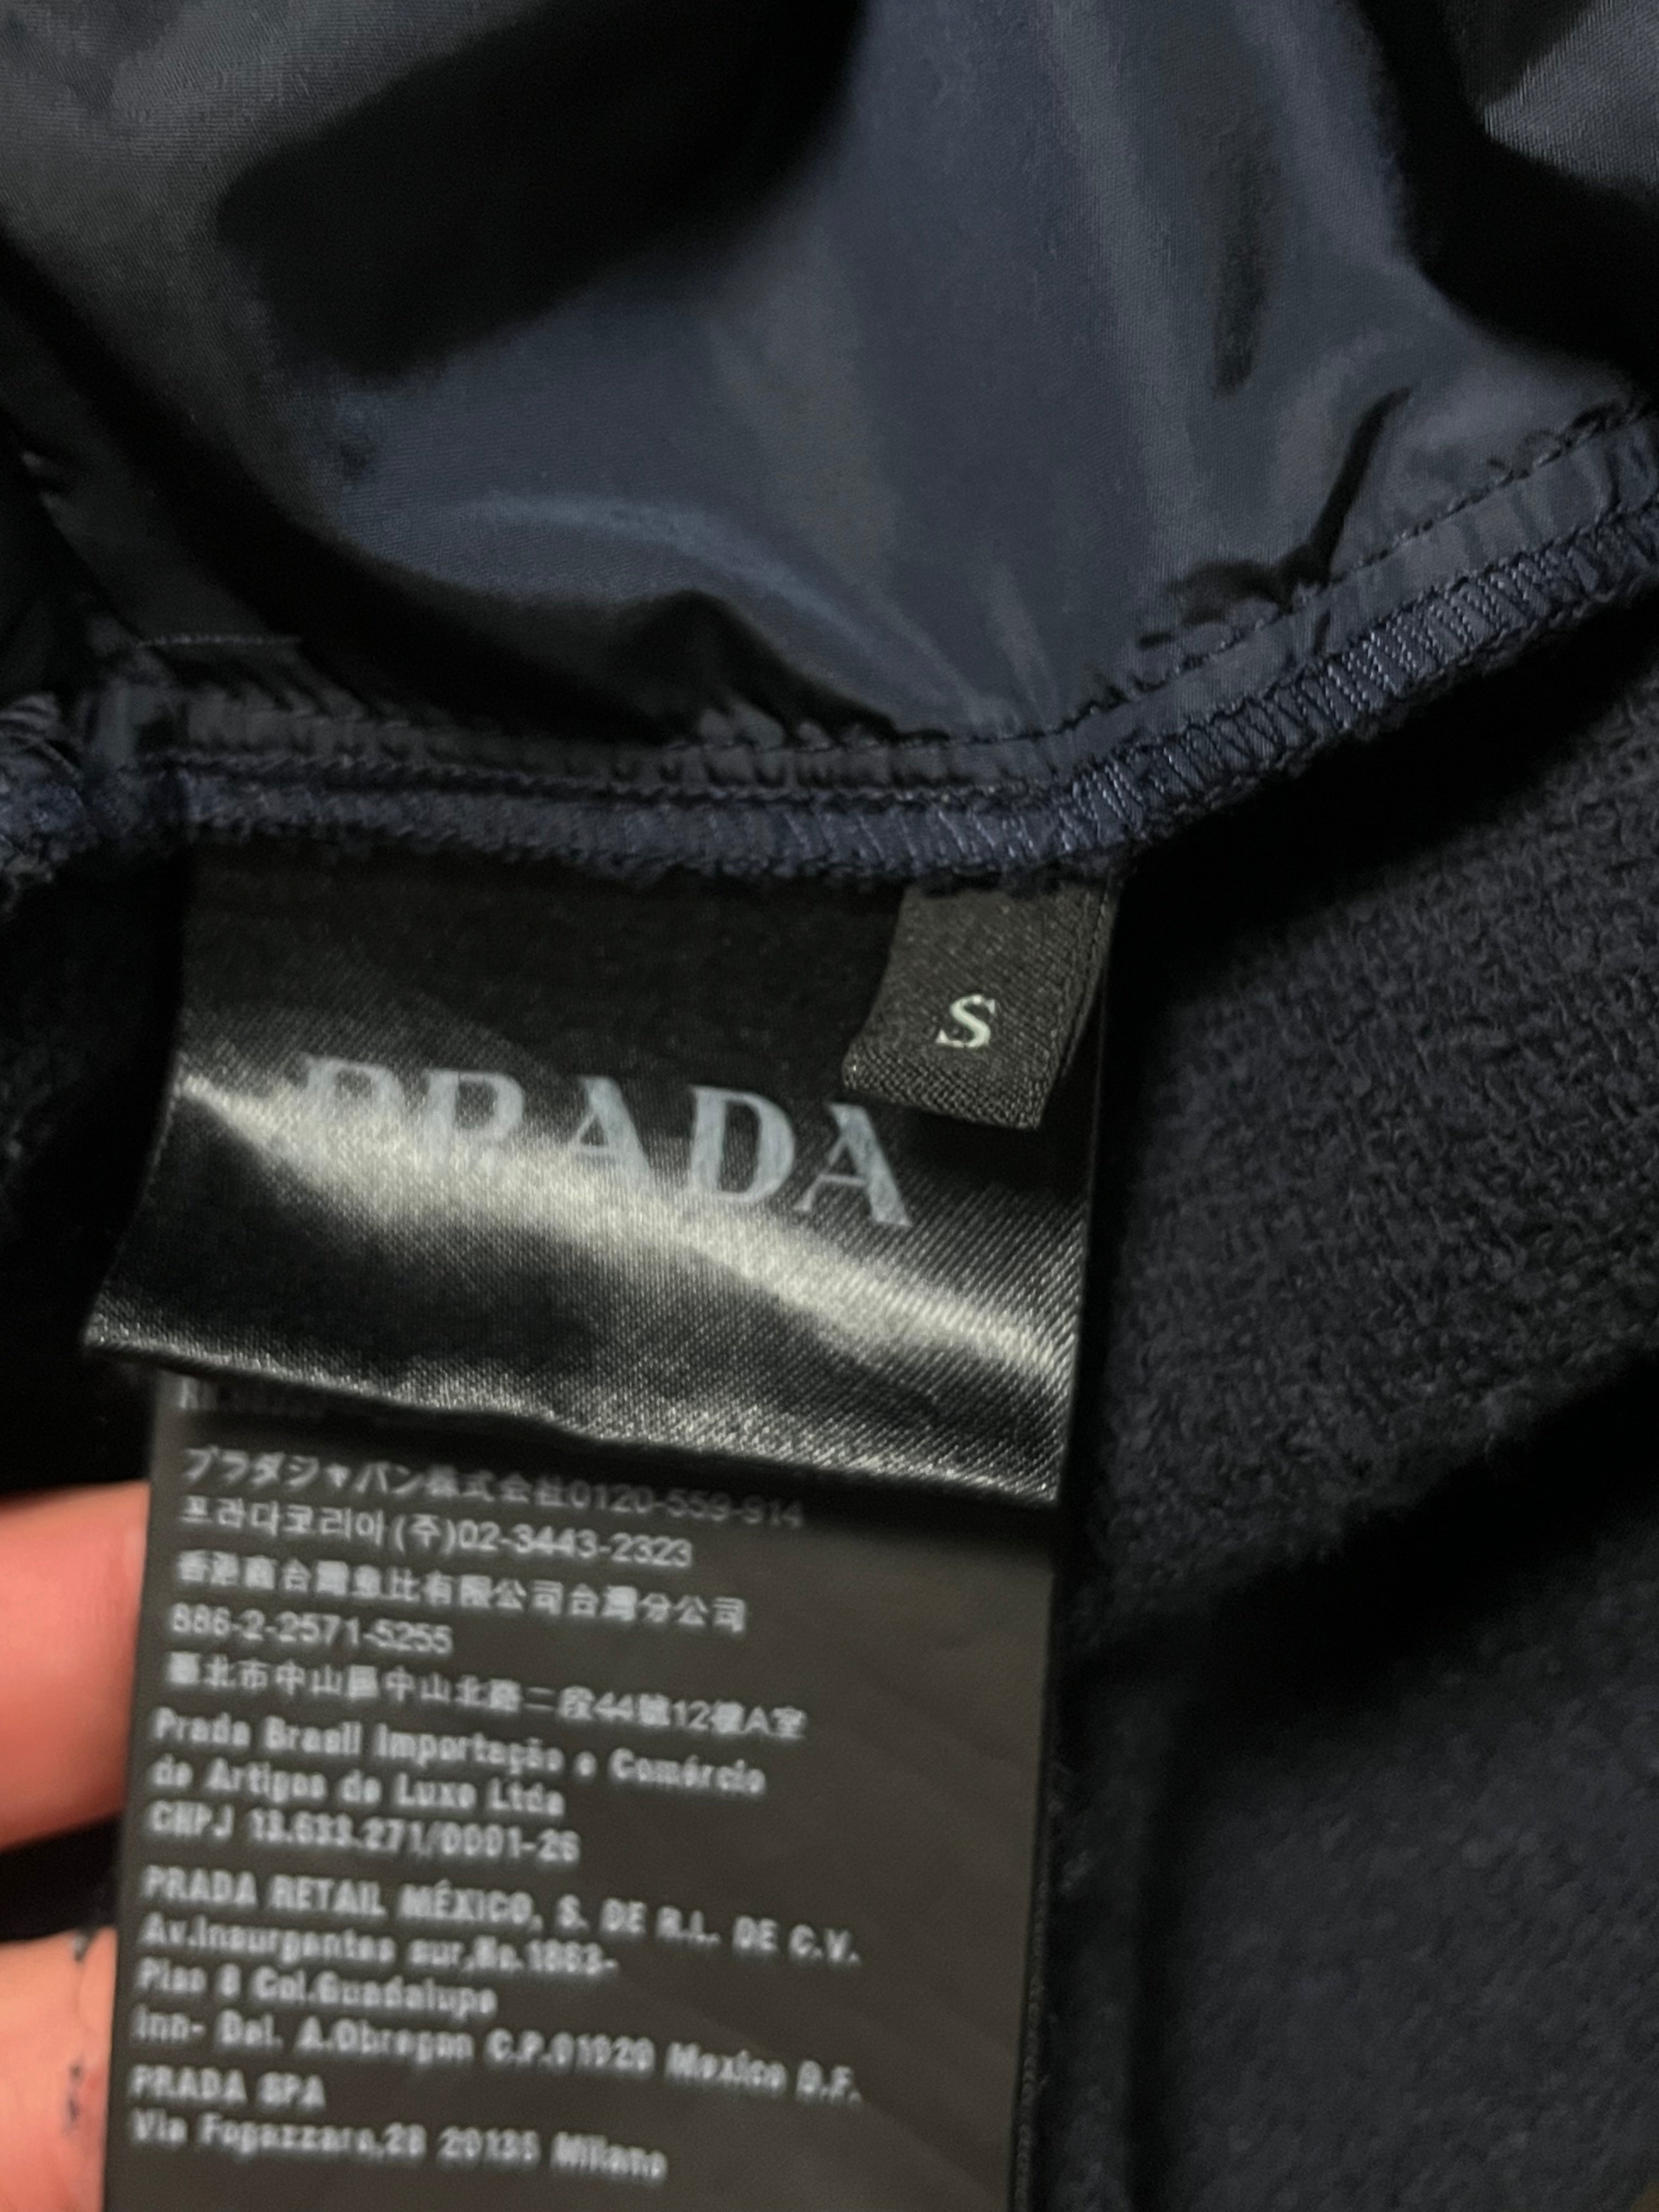 S
PRADA
プラダジャパン株式会社0120-559-914
프라다코리아(주)02-3443-2323
香港商台灣普比有限公司台灣分公司
886-2-2571-5255
臺北市中山區中山北路二段44號12樓A室
Prada Brasil Importação e Comércio
de Artigos de Luxo Ltda
CNPJ 13.633.271/0001-26
PRADA RETAIL MÉXICO, S. DE R.L. DE C.V.
Av.Insurgentes sur,No.1863-
Piso 8 Col.Guadalupe
Inn- Del. A.Obregon C.P.01020 Mexico D.F.
PRADA SPA
Via Fogazzaro,28 20135 Milano